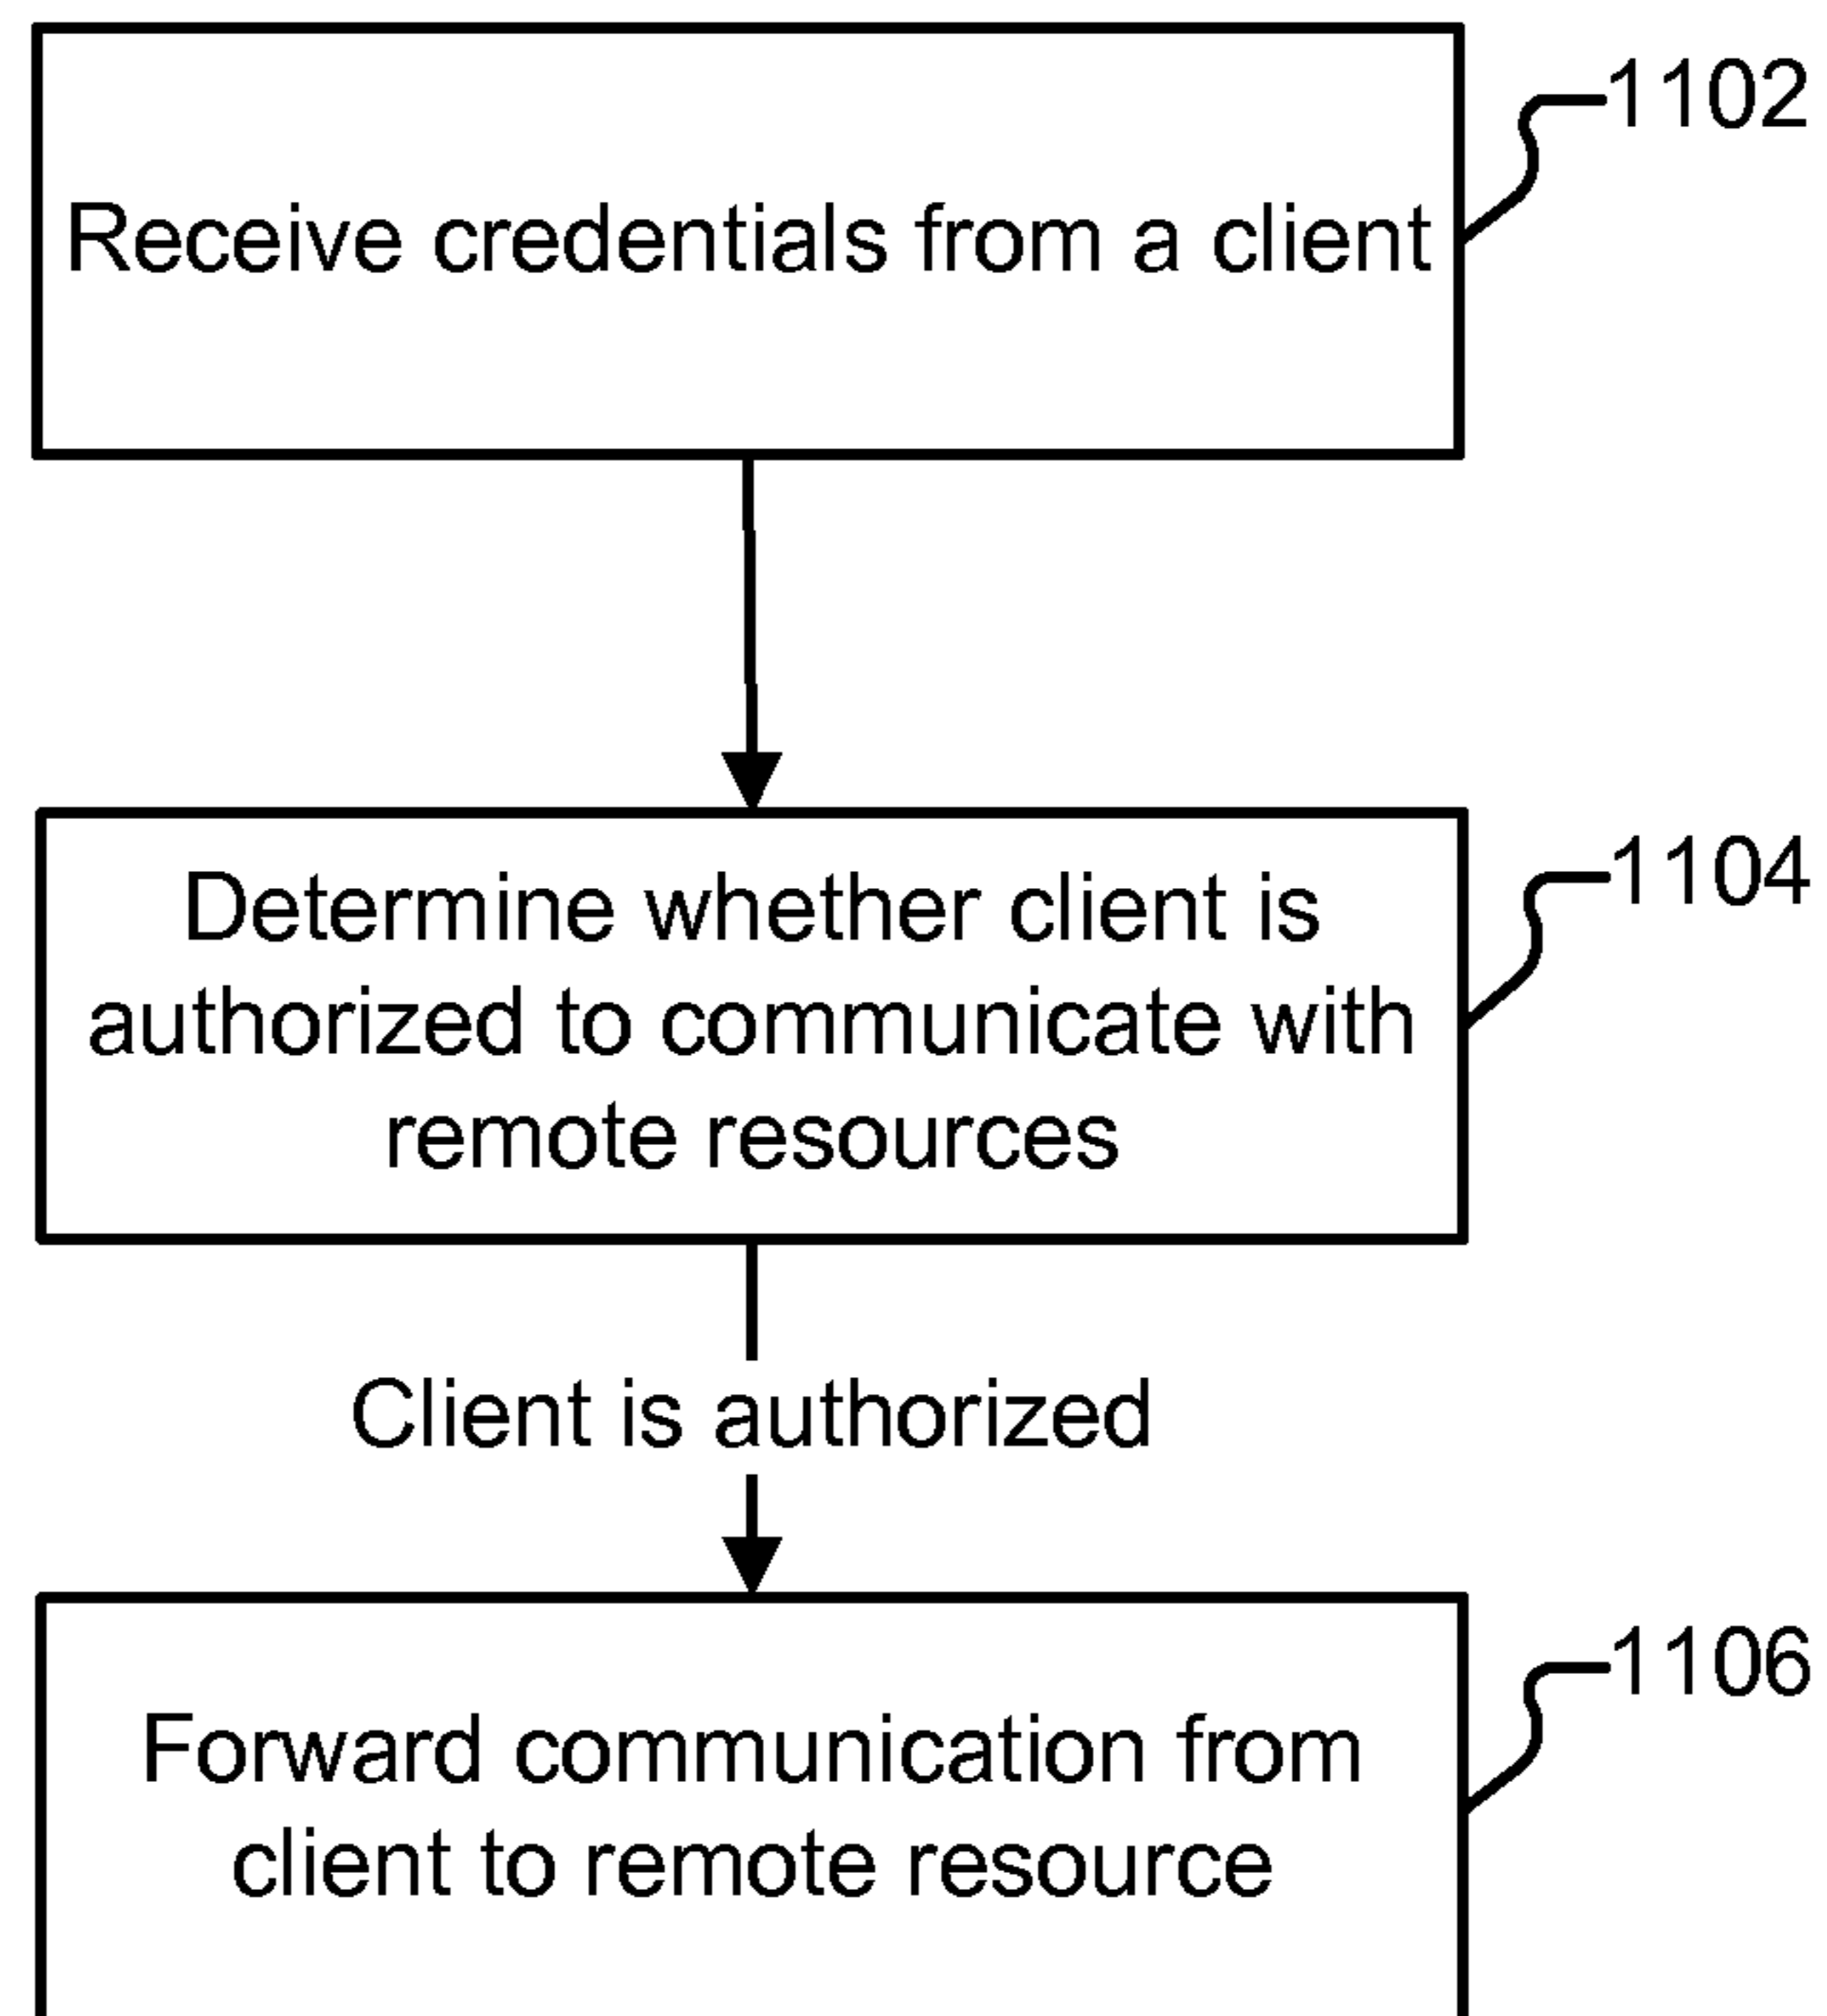 1102
Receive credentials from a client
1104
Determine whether client is
authorized to communicate with
remote resources
Client is authorized
1106
Forward communication from
client to remote resource